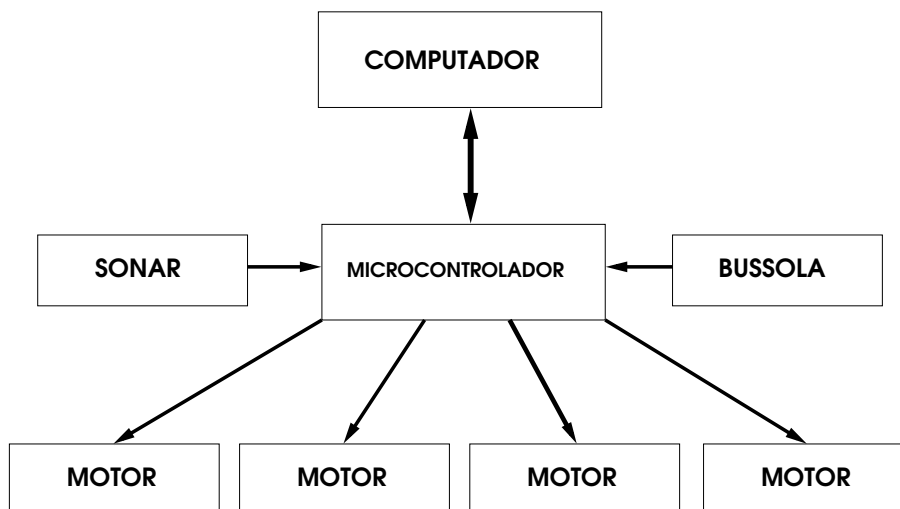 COMPUTADOR
SONAR
MICROCONTROLADOR
BUSSOLA
MOTOR
MOTOR
MOTOR
MOTOR